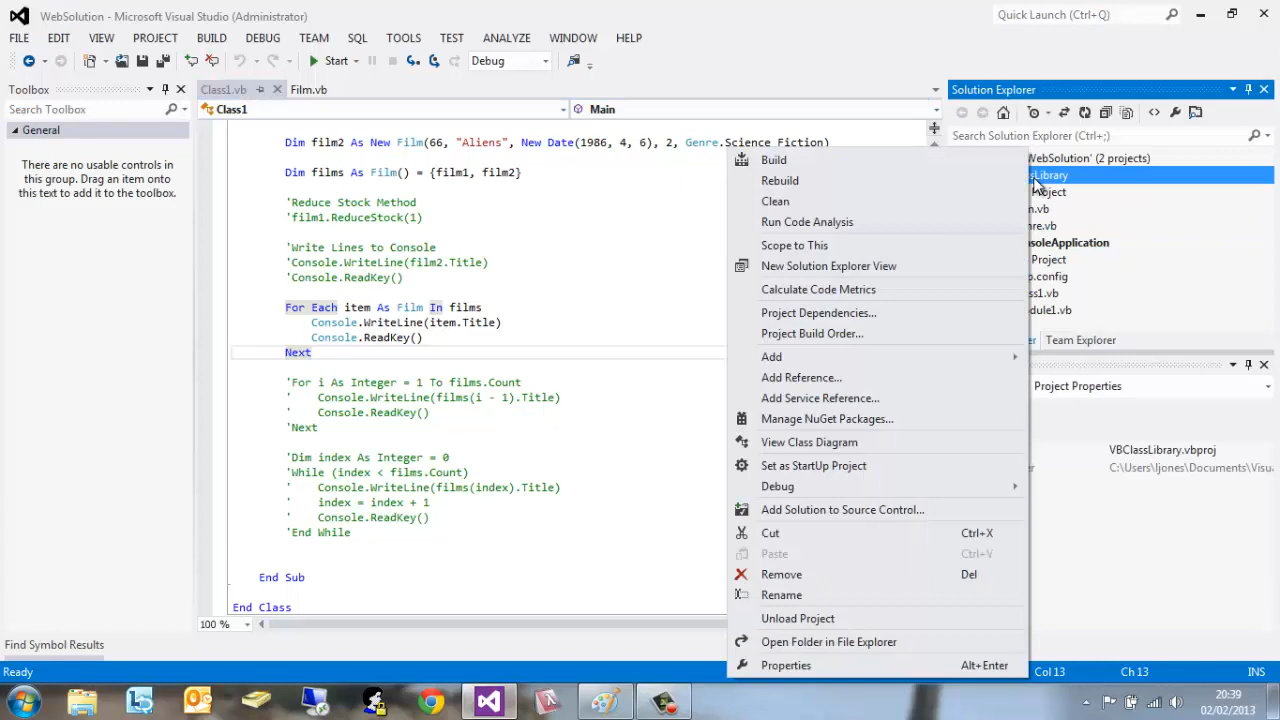 WebSolution - Microsoft Visual Studio (Administrator)
Quick Launch (Ctrl+Q)
FILE EDIT VIEW PROJECT BUILD DEBUG TEAM SQL TOOLS TEST ANALYZE WINDOW HELP
Start Debug
Toolbox
Search Toolbox
General
There are no usable controls in
this group. Drag an item onto
this text to add it to the toolbox.
Class1.vb Film.vb
Class1 Main
Dim film2 As New Film(66, "Aliens", New Date(1986, 4, 6), 2, Genre.Science Fiction)
Dim films As Film() = {film1, film2}
'Reduce Stock Method
'film1.ReduceStock(1)
'Write Lines to Console
'Console.WriteLine(film2.Title)
'Console.ReadKey()
For Each item As Film In films
Console.WriteLine(item.Title)
Console.ReadKey()
Next
'For i As Integer = 1 To films.Count
' Console.WriteLine(films(i - 1).Title)
' Console.ReadKey()
'Next
'Dim index As Integer = 0
'While (index < films.Count)
' Console.WriteLine(films(index).Title)
' index = index + 1
' Console.ReadKey()
'End While
End Sub
End Class
100 %
Build
Rebuild
Clean
Run Code Analysis
Scope to This
New Solution Explorer View
Calculate Code Metrics
Project Dependencies...
Project Build Order...
Add
Add Reference...
Add Service Reference...
Manage NuGet Packages...
View Class Diagram
Set as StartUp Project
Debug
Add Solution to Source Control...
Cut Ctrl+X
Paste Ctrl+V
Remove Del
Rename
Unload Project
Open Folder in File Explorer
Properties Alt+Enter
Solution Explorer
Search Solution Explorer (Ctrl+;)
WebSolution' (2 projects)
sLibrary
Project
m.vb
nre.vb
nsoleApplication
Project
p.config
ss1.vb
dule1.vb
er Team Explorer
Project Properties
VBClassLibrary.vbproj
C:\Users\ljones\Documents\Visu
Find Symbol Results
Ready Col 13 Ch 13 INS
20:39
02/02/2013